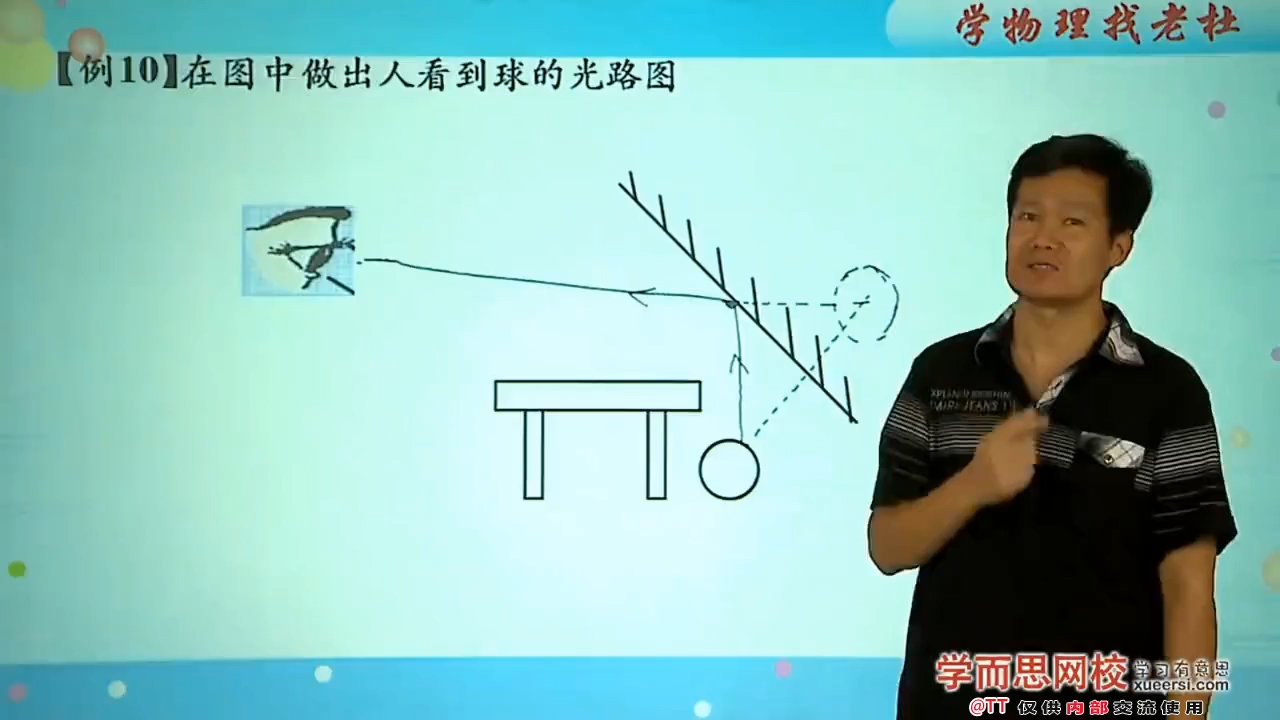 学物理找老杜
【例10】在图中做出人看到球的光路图
学而思网校 学习有意思
xueersi.com
@TT 仅供内部交流使用